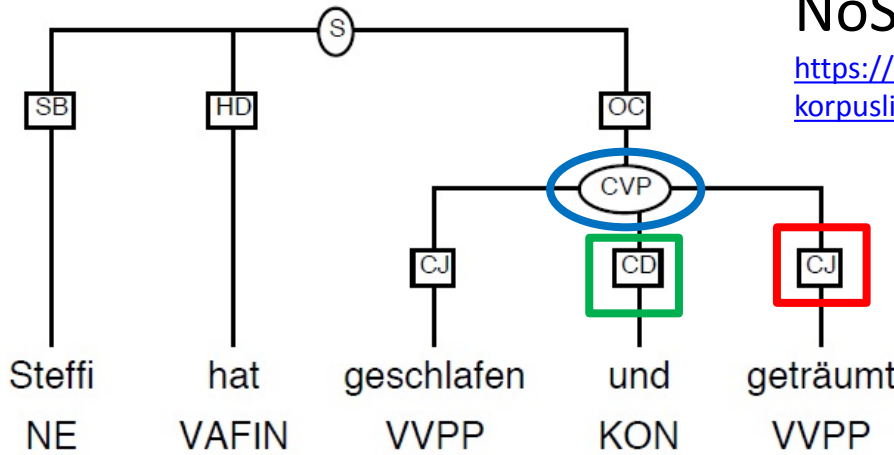 NoS
S
https://
korpusli
SB HD OC
CVP
CJ CD CJ
Steffi hat geschlafen und geträumt
NE VAFIN VVPP KON VVPP